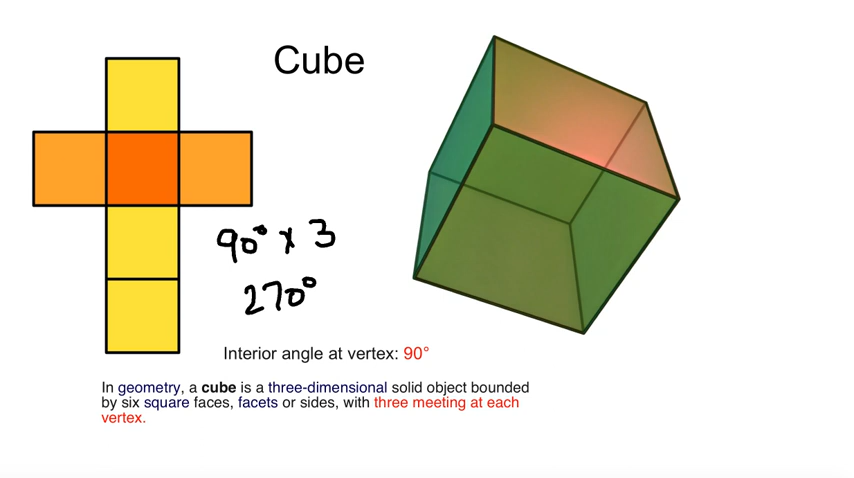 Cube
90° x 3
270°
Interior angle at vertex: 90°
In geometry, a cube is a three-dimensional solid object bounded
by six square faces, facets or sides, with three meeting at each
vertex.